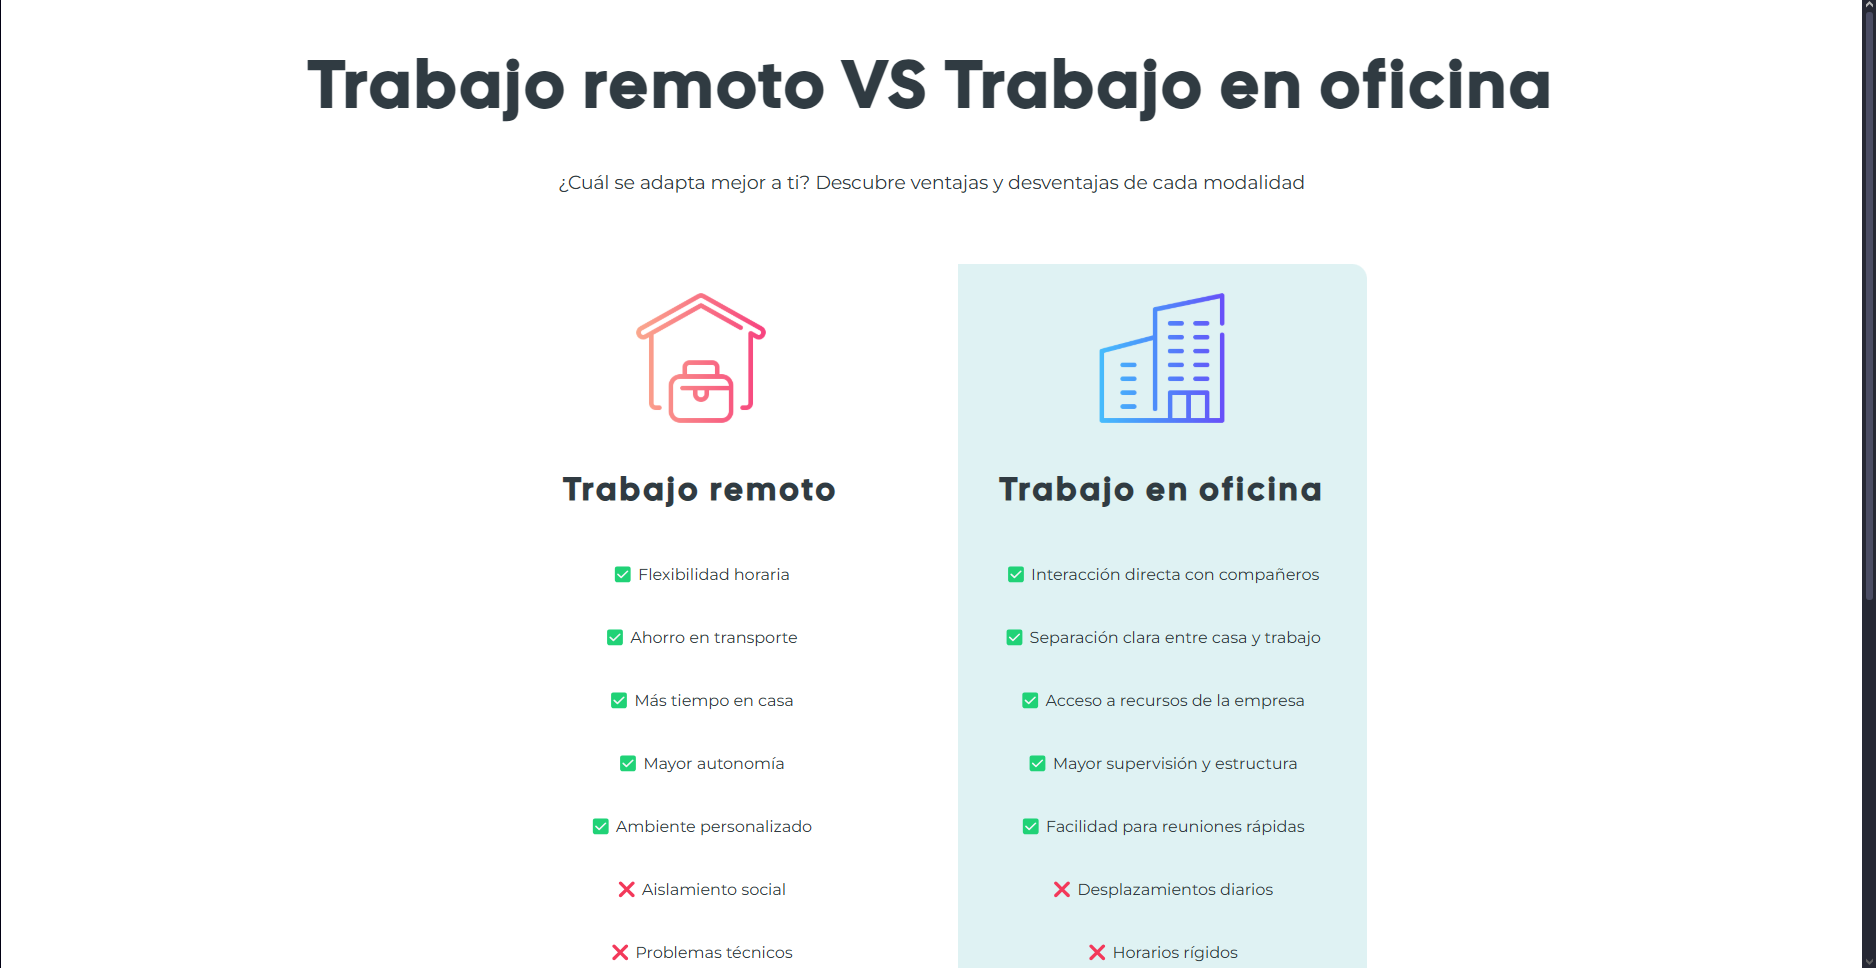 Trabajo remoto VS Trabajo en oficina
¿Cuál se adapta mejor a ti? Descubre ventajas y desventajas de cada modalidad
Trabajo remoto
✅ Flexibilidad horaria
✅ Ahorro en transporte
✅ Más tiempo en casa
✅ Mayor autonomía
✅ Ambiente personalizado
❌ Aislamiento social
❌ Problemas técnicos
Trabajo en oficina
✅ Interacción directa con compañeros
✅ Separación clara entre casa y trabajo
✅ Acceso a recursos de la empresa
✅ Mayor supervisión y estructura
✅ Facilidad para reuniones rápidas
❌ Desplazamientos diarios
❌ Horarios rígidos